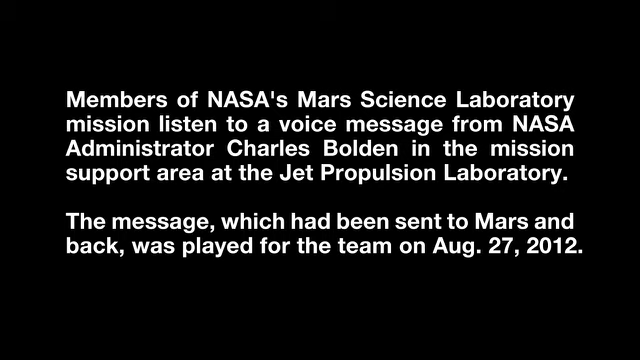 Members of NASA's Mars Science Laboratory
mission listen to a voice message from NASA
Administrator Charles Bolden in the mission
support area at the Jet Propulsion Laboratory.
The message, which had been sent to Mars and
back, was played for the team on Aug. 27, 2012.